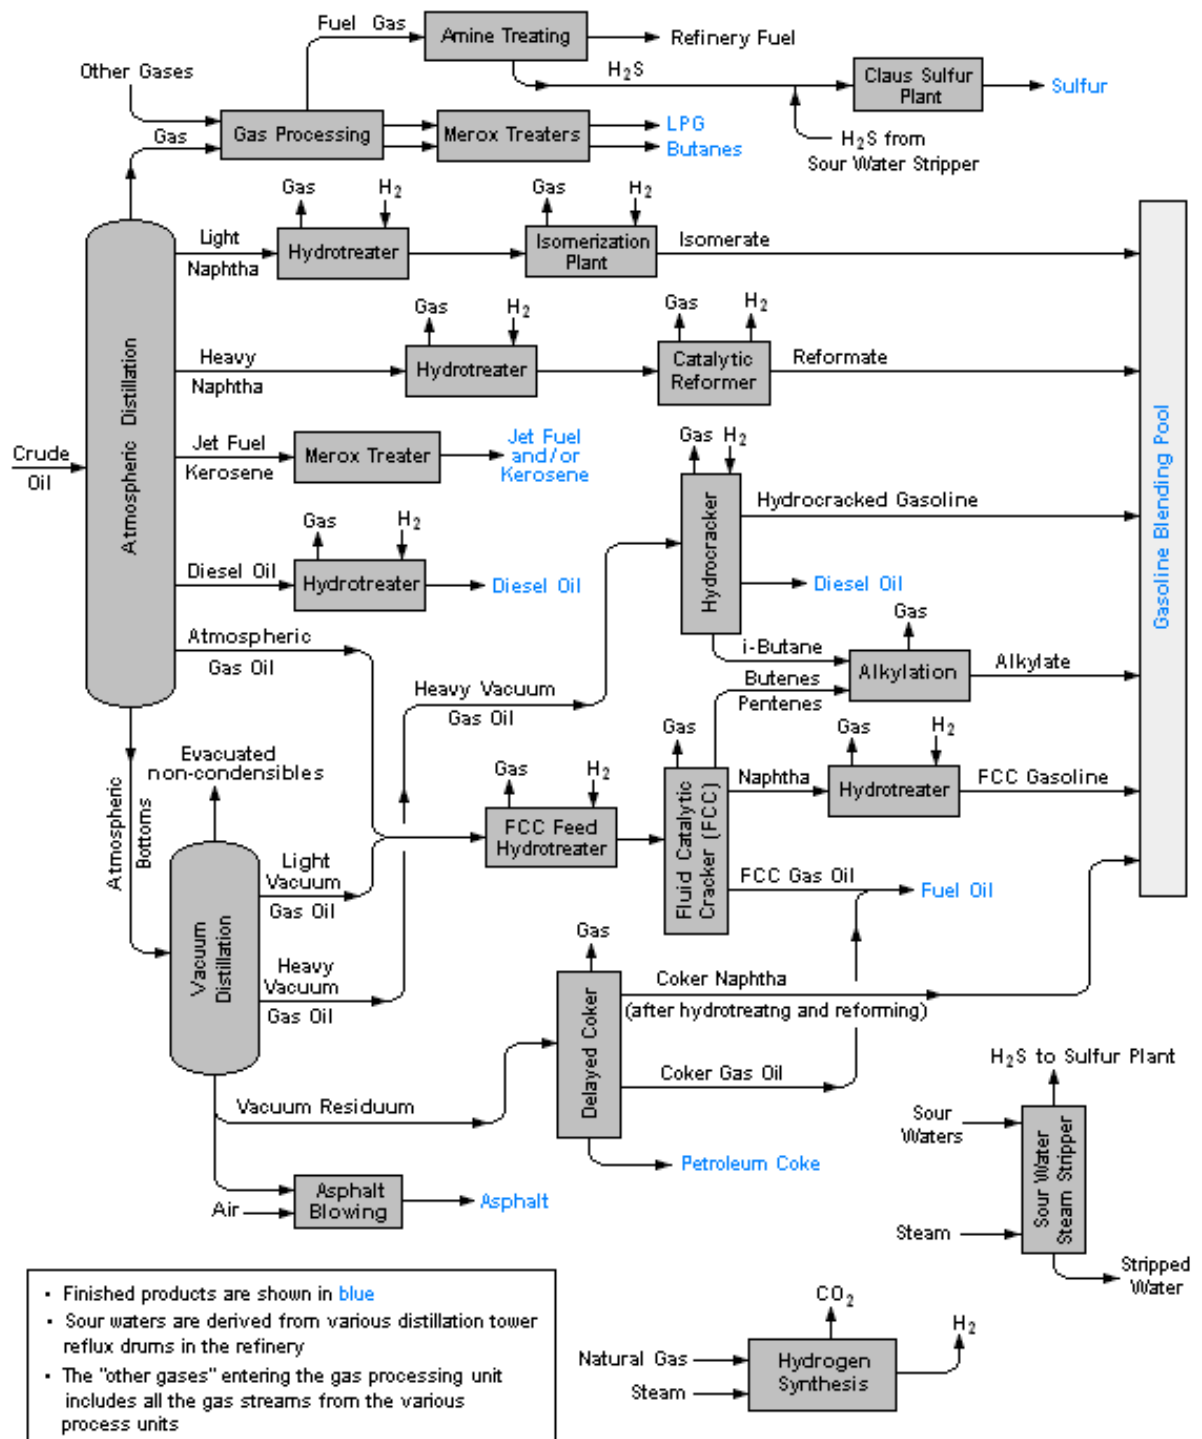 Fuel Gas
Amine Treating
Refinery Fuel
Other Gases
H2S
Claus Sulfur
Plant
Sulfur
Gas
Gas Processing
Merox Treaters
LPG
Butanes
H2S from
Sour Water Stripper
Gas
H2
Gas
H2
Light
Naphtha
Hydrotreater
Isomerization
Plant
Isomerate
Gas
H2
Gas
H2
Heavy
Naphtha
Hydrotreater
Catalytic
Reformer
Reformate
Atmospheric Distillation
Gasoline Blending Pool
Crude
Oil
Jet Fuel
Kerosene
Merox Treater
Jet Fuel
and/or
Kerosene
Gas
H2
Hydrocracker
Hydrocracked Gasoline
Gas
H2
Diesel Oil
Hydrotreater
Diesel Oil
Diesel Oil
Atmospheric
Gas Oil
i-Butane
Gas
Alkylation
Alkylate
Butenes
Pentenes
Heavy Vacuum
Gas Oil
Evacuated
non-condensibles
Atmospheric
Bottoms
Gas
H2
FCC Feed
Hydrotreater
Gas
Fluid Catalytic
Cracker (FCC)
Naphtha
Gas
H2
Hydrotreater
FCC Gasoline
Light
Vacuum
Gas Oil
FCC Gas Oil
Fuel Oil
Vacuum
Distillation
Heavy
Vacuum
Gas Oil
Gas
Delayed Coker
Coker Naphtha
(after hydrotreatng and reforming)
Coker Gas Oil
Vacuum Residuum
Petroleum Coke
H2S to Sulfur Plant
Sour
Waters
Sour Water
Steam Stripper
Steam
Stripped
Water
Air
Asphalt
Blowing
Asphalt
• Finished products are shown in blue
• Sour waters are derived from various distillation tower
reflux drums in the refinery
• The "other gases" entering the gas processing unit
includes all the gas streams from the various
process units
CO2
H2
Natural Gas
Steam
Hydrogen
Synthesis